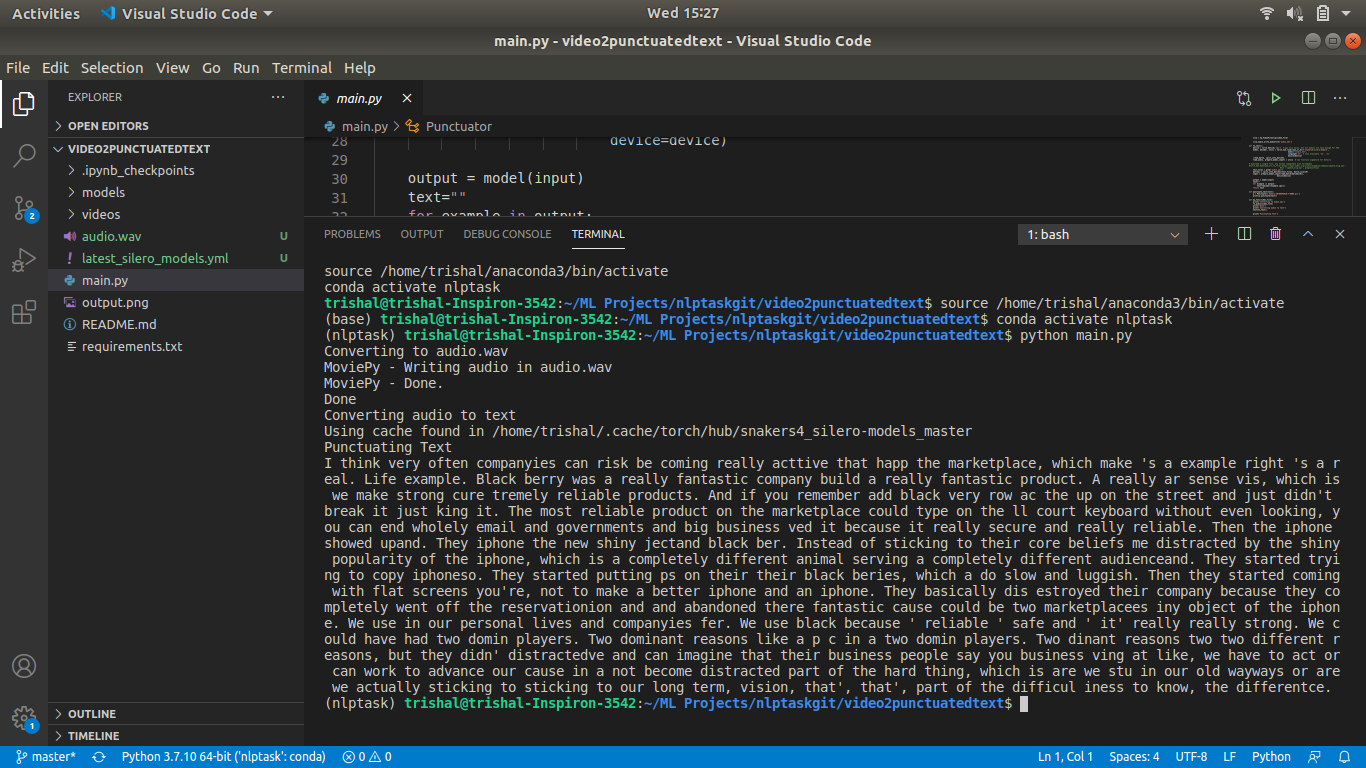 Activities Visual Studio Code Wed 15:27
main.py - video2punctuatedtext - Visual Studio Code
File Edit Selection View Go Run Terminal Help
EXPLORER
OPEN EDITORS
VIDEO2PUNCTUATEDTEXT
.ipynb_checkpoints
models
videos
audio.wav U
latest_silero_models.yml U
main.py
output.png
README.md
requirements.txt
OUTLINE
TIMELINE
2
1
main.py
main.py > Punctuator
28 device=device)
29
30 output = model(input)
31 text=""
32 for example in output:
PROBLEMS OUTPUT DEBUG CONSOLE TERMINAL 1: bash
source /home/trishal/anaconda3/bin/activate
conda activate nlptask
trishal@trishal-Inspiron-3542:~/ML Projects/nlptaskgit/video2punctuatedtext$ source /home/trishal/anaconda3/bin/activate
(base) trishal@trishal-Inspiron-3542:~/ML Projects/nlptaskgit/video2punctuatedtext$ conda activate nlptask
(nlptask) trishal@trishal-Inspiron-3542:~/ML Projects/nlptaskgit/video2punctuatedtext$ python main.py
Converting to audio.wav
MoviePy - Writing audio in audio.wav
MoviePy - Done.
Done
Converting audio to text
Using cache found in /home/trishal/.cache/torch/hub/snakers4_silero-models_master
Punctuating Text
I think very often companyies can risk be coming really acttive that happ the marketplace, which make 's a example right 's a r
eal. Life example. Black berry was a really fantastic company build a really fantastic product. A really ar sense vis, which is
 we make strong cure tremely reliable products. And if you remember add black very row ac the up on the street and just didn't
break it just king it. The most reliable product on the marketplace could type on the ll court keyboard without even looking, y
ou can end wholely email and governments and big business ved it because it really secure and really reliable. Then the iphone
showed upand. They iphone the new shiny jectand black ber. Instead of sticking to their core beliefs me distracted by the shiny
 popularity of the iphone, which is a completely different animal serving a completely different audienceand. They started tryi
ng to copy iphoneso. They started putting ps on their their black beries, which a do slow and luggish. Then they started coming
 with flat screens you're, not to make a better iphone and an iphone. They basically dis estroyed their company because they co
mpletely went off the reservationion and and abandoned there fantastic cause could be two marketplacees iny object of the iphon
e. We use in our personal lives and companyies fer. We use black because ' reliable ' safe and ' it' really really strong. We c
ould have had two domin players. Two dominant reasons like a p c in a two domin players. Two dinant reasons two two different r
easons, but they didn' distractedve and can imagine that their business people say you business ving at like, we have to act or
 can work to advance our cause in a not become distracted part of the hard thing, which is are we stu in our old wayways or are
 we actually sticking to sticking to our long term, vision, that', that', part of the difficul iness to know, the differentce.
(nlptask) trishal@trishal-Inspiron-3542:~/ML Projects/nlptaskgit/video2punctuatedtext$
master* Python 3.7.10 64-bit ('nlptask': conda) 0 0 Ln 1, Col 1 Spaces: 4 UTF-8 LF Python